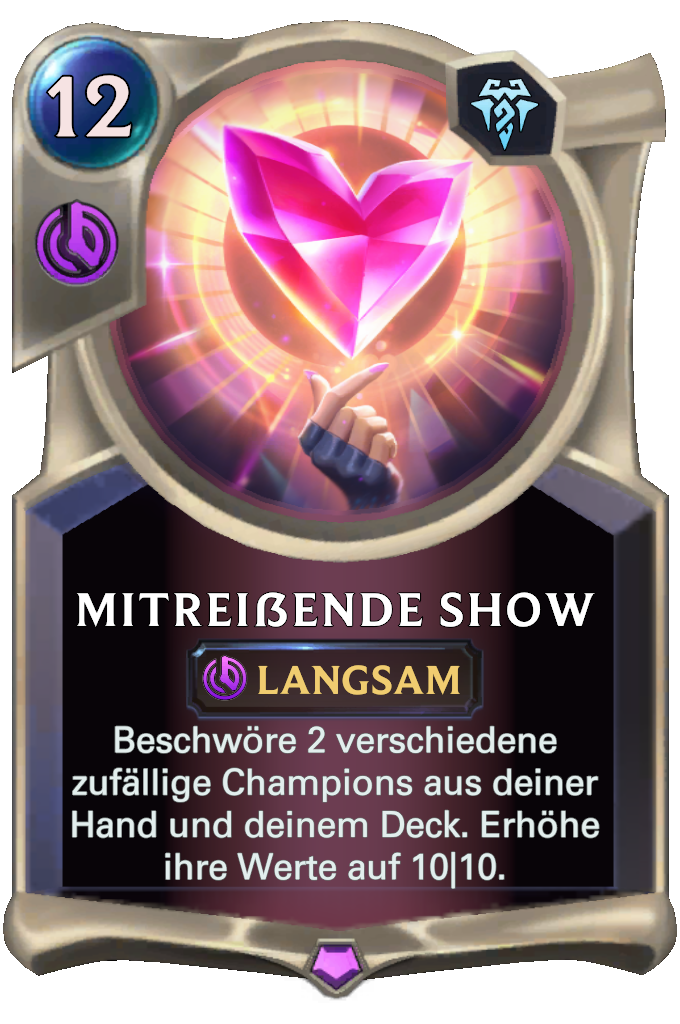 12
MITREIẞENDE SHOW
LANGSAM
Beschwöre 2 verschiedene
zufällige Champions aus deiner
Hand und deinem Deck. Erhöhe
ihre Werte auf 10|10.